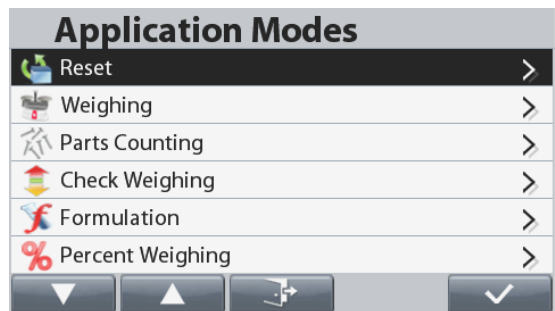 Application Modes
Reset
Weighing
Parts Counting
Check Weighing
Formulation
Percent Weighing